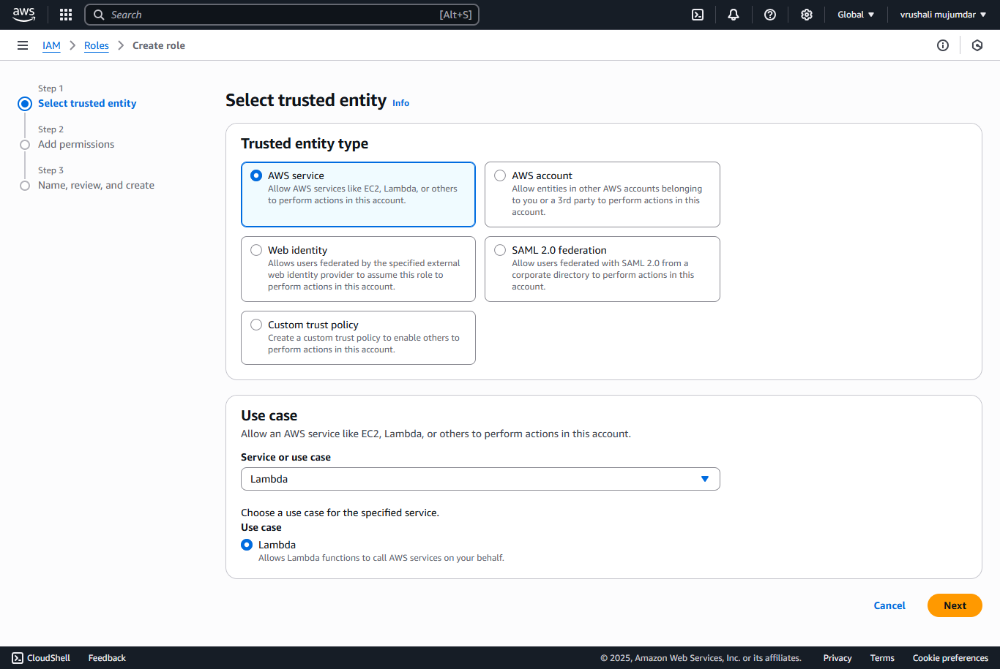 aws
Search
[Alt+S]
Global
vrushali mujumdar
IAM
Roles
Create role
Step 1
Select trusted entity
Step 2
Add permissions
Step 3
Name, review, and create
Select trusted entity Info
Trusted entity type
AWS service
Allow AWS services like EC2, Lambda, or others
to perform actions in this account.
AWS account
Allow entities in other AWS accounts belonging
to you or a 3rd party to perform actions in this
account.
Web identity
Allows users federated by the specified external
web identity provider to assume this role to
perform actions in this account.
SAML 2.0 federation
Allow users federated with SAML 2.0 from a
corporate directory to perform actions in this
account.
Custom trust policy
Create a custom trust policy to enable others to
perform actions in this account.
Use case
Allow an AWS service like EC2, Lambda, or others to perform actions in this account.
Service or use case
Lambda
Choose a use case for the specified service.
Use case
Lambda
Allows Lambda functions to call AWS services on your behalf.
Cancel
Next
CloudShell
Feedback
© 2025, Amazon Web Services, Inc. or its affiliates.
Privacy
Terms
Cookie preferences